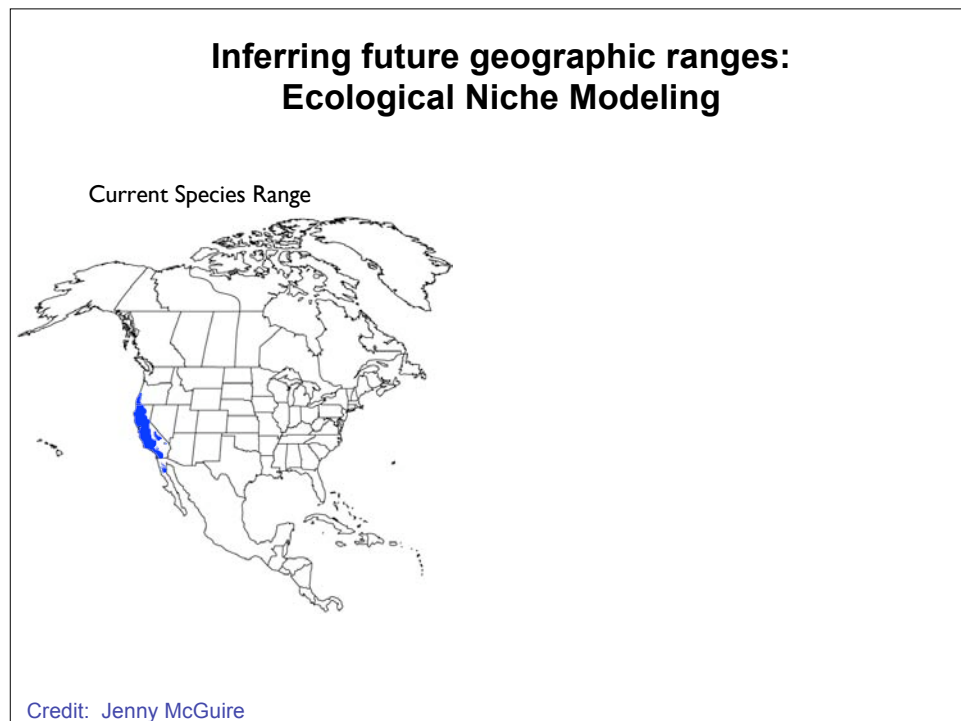 Inferring future geographic ranges:
Ecological Niche Modeling
Current Species Range
Credit: Jenny McGuire